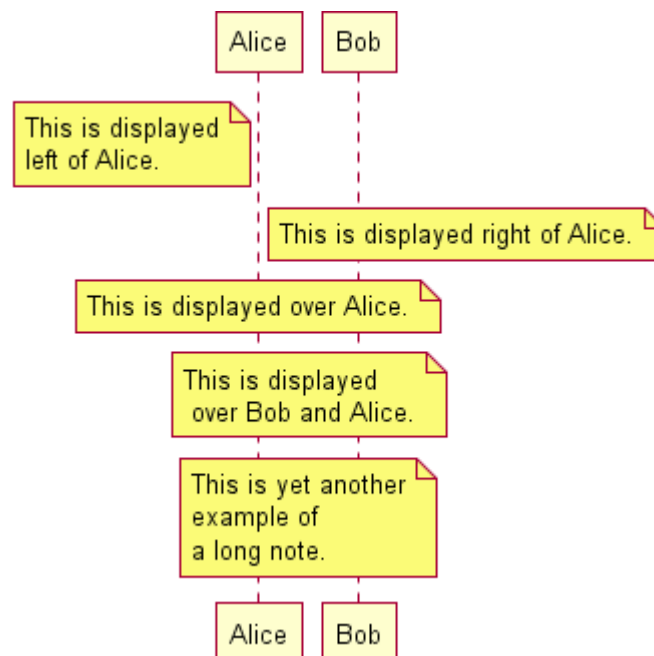 Alice Bob
This is displayed
left of Alice.
This is displayed right of Alice.
This is displayed over Alice.
This is displayed
over Bob and Alice.
This is yet another
example of
a long note.
Alice Bob